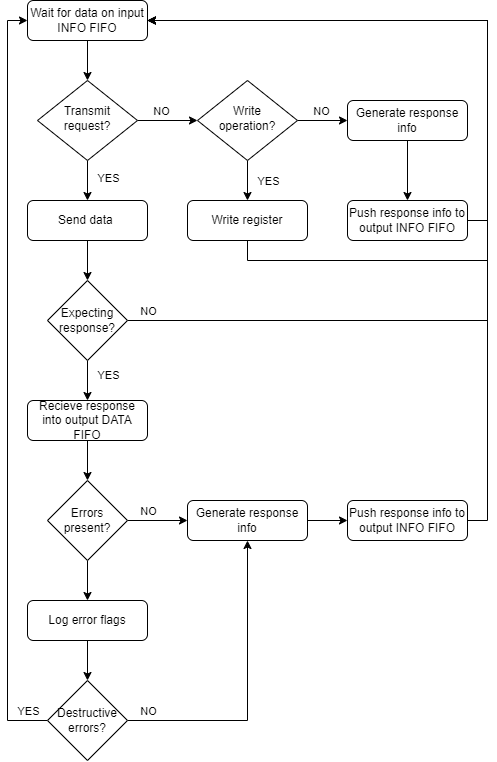 Wait for data on input
INFO FIFO
Transmit
request?
NO
Write
operation?
NO
Generate response
info
YES
YES
Send data
Write register
Push response info to
output INFO FIFO
Expecting
response?
NO
YES
Recieve response
into output DATA
FIFO
Errors
present?
NO
Generate response
info
Push response info to
output INFO FIFO
Log error flags
YES
Destructive
errors?
NO